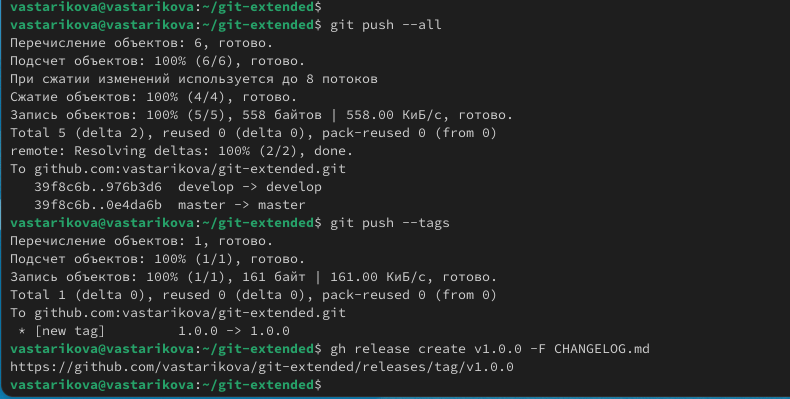 vastarikova@vastarikova:~/git-extended$
vastarikova@vastarikova:~/git-extended$ git push --all
Перечисление объектов: 6, готово.
Подсчет объектов: 100% (6/6), готово.
При сжатии изменений используется до 8 потоков
Сжатие объектов: 100% (4/4), готово.
Запись объектов: 100% (5/5), 558 байтов | 558.00 КиБ/с, готово.
Total 5 (delta 2), reused 0 (delta 0), pack-reused 0 (from 0)
remote: Resolving deltas: 100% (2/2), done.
To github.com:vastarikova/git-extended.git
   39f8c6b..976b3d6  develop -> develop
   39f8c6b..0e4da6b  master -> master
vastarikova@vastarikova:~/git-extended$ git push --tags
Перечисление объектов: 1, готово.
Подсчет объектов: 100% (1/1), готово.
Запись объектов: 100% (1/1), 161 байт | 161.00 КиБ/с, готово.
Total 1 (delta 0), reused 0 (delta 0), pack-reused 0 (from 0)
To github.com:vastarikova/git-extended.git
 * [new tag]         1.0.0 -> 1.0.0
vastarikova@vastarikova:~/git-extended$ gh release create v1.0.0 -F CHANGELOG.md
https://github.com/vastarikova/git-extended/releases/tag/v1.0.0
vastarikova@vastarikova:~/git-extended$